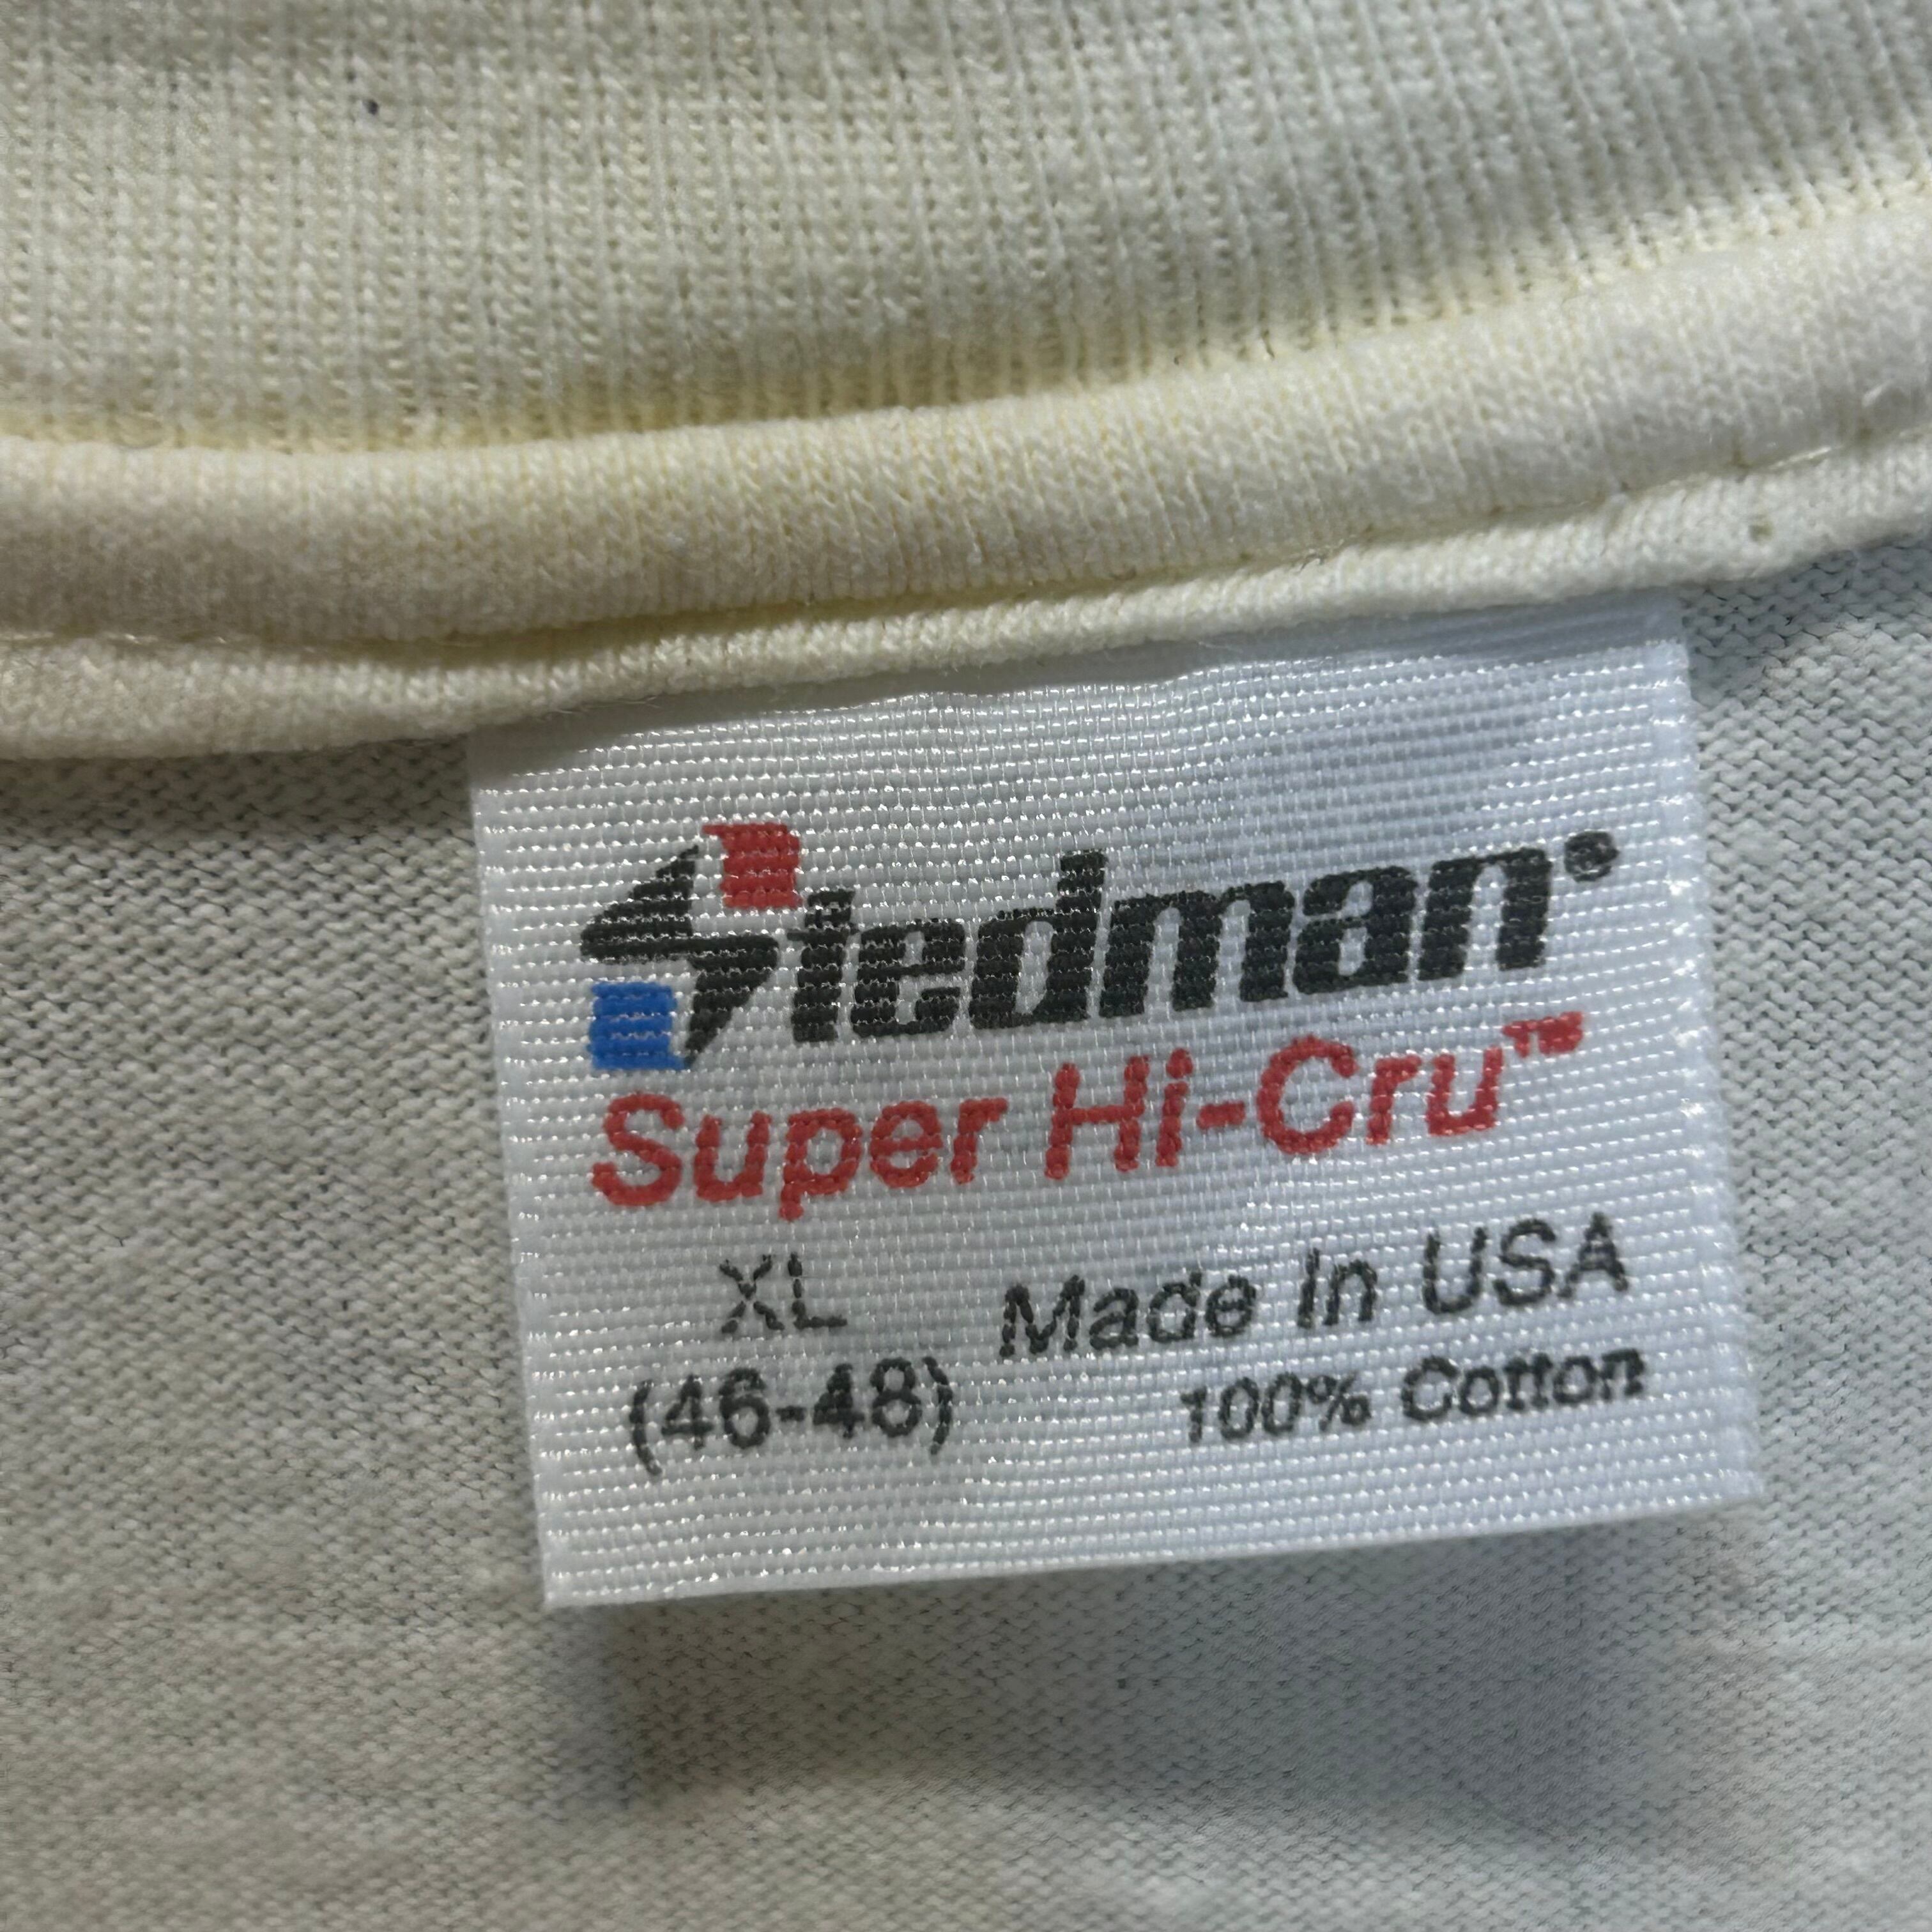 Stedman®
Super Hi-Cru™
XL
(46-48)
Made In USA
100% Cotton